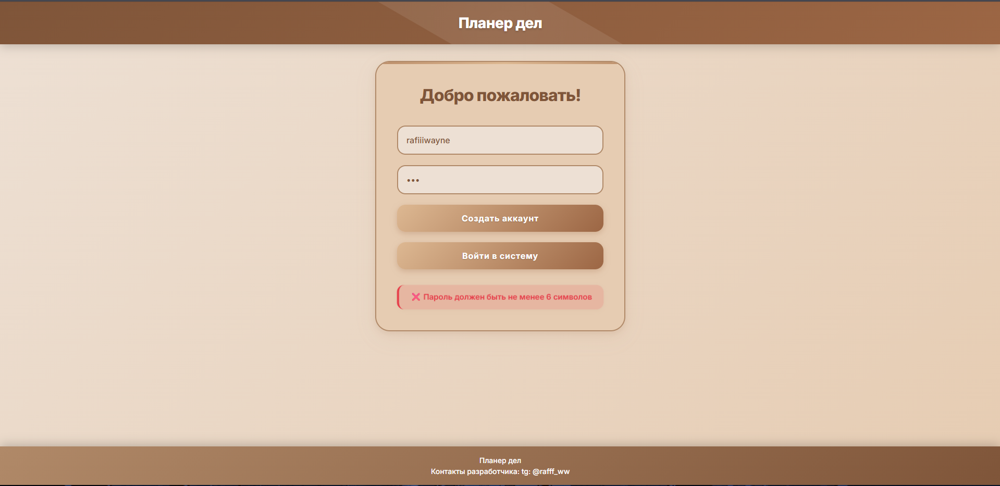 Планер дел
Добро пожаловать!
rafiiiwayne
•••
Создать аккаунт
Войти в систему
❌ Пароль должен быть не менее 6 символов
Планер дел
Контакты разработчика: tg: @rafff_ww